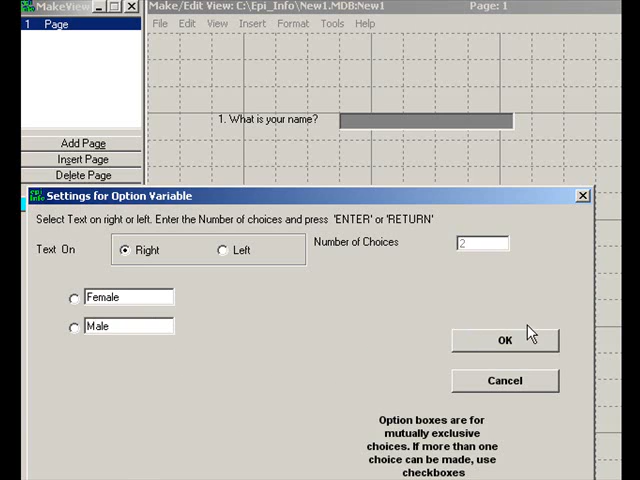 MakeView
Make/Edit View: C:\Epi_Info\New1.MDB:New1
Page: 1
1 Page
File Edit View Insert Format Tools Help
1. What is your name?
Add Page
Insert Page
Delete Page
Epi Info
Settings for Option Variable
Select Text on right or left. Enter the Number of choices and press 'ENTER' or 'RETURN'
Text On
Right
Left
Number of Choices
2
Female
Male
OK
Cancel
Option boxes are for
mutually exclusive
choices. If more than one
choice can be made, use
checkboxes